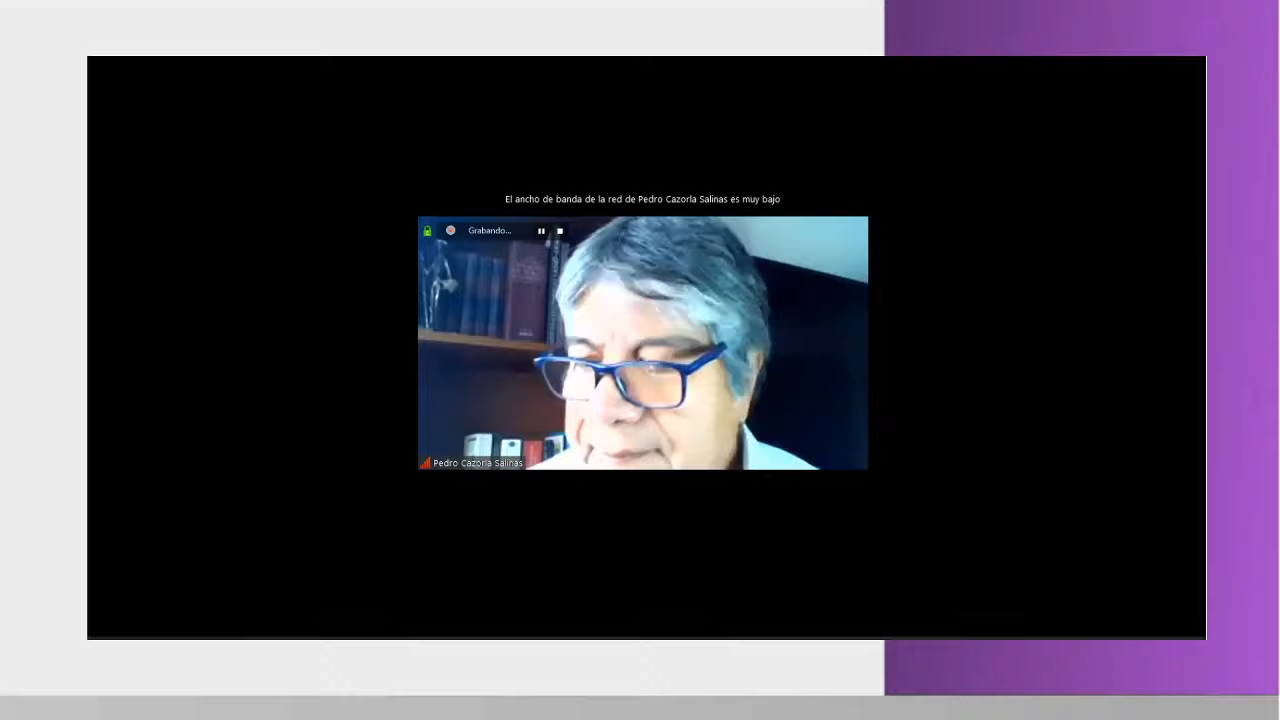 El ancho de banda de la red de Pedro Cazorla Salinas es muy bajo
Grabando...
Pedro Cazorla Salinas